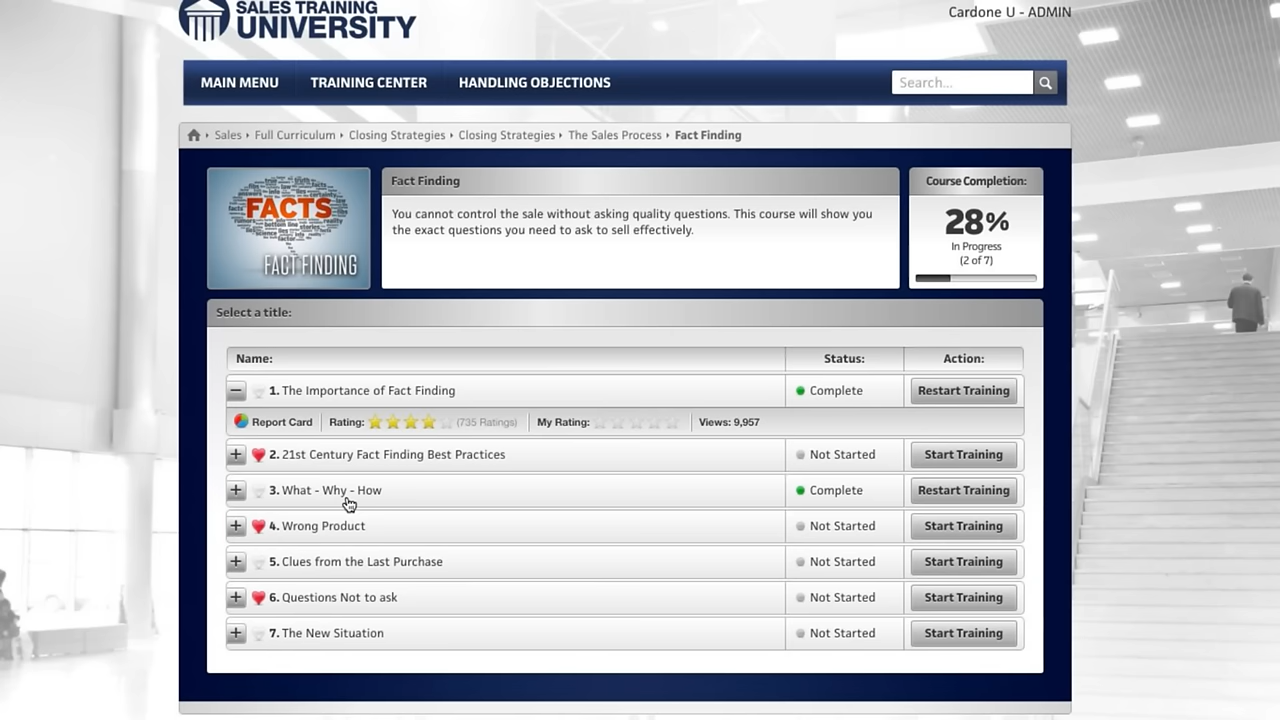 SALES TRAINING
UNIVERSITY
Cardone U - ADMIN
MAIN MENU TRAINING CENTER HANDLING OBJECTIONS Search...
Sales Full Curriculum Closing Strategies Closing Strategies The Sales Process Fact Finding
FACTS
FACT FINDING
Fact Finding
You cannot control the sale without asking quality questions. This course will show you
the exact questions you need to ask to sell effectively.
Course Completion:
28%
In Progress
(2 of 7)
Select a title:
Name: Status: Action:
1. The Importance of Fact Finding Complete Restart Training
Report Card Rating: (735 Ratings) My Rating: Views: 9,957
2. 21st Century Fact Finding Best Practices Not Started Start Training
3. What - Why - How Complete Restart Training
4. Wrong Product Not Started Start Training
5. Clues from the Last Purchase Not Started Start Training
6. Questions Not to ask Not Started Start Training
7. The New Situation Not Started Start Training